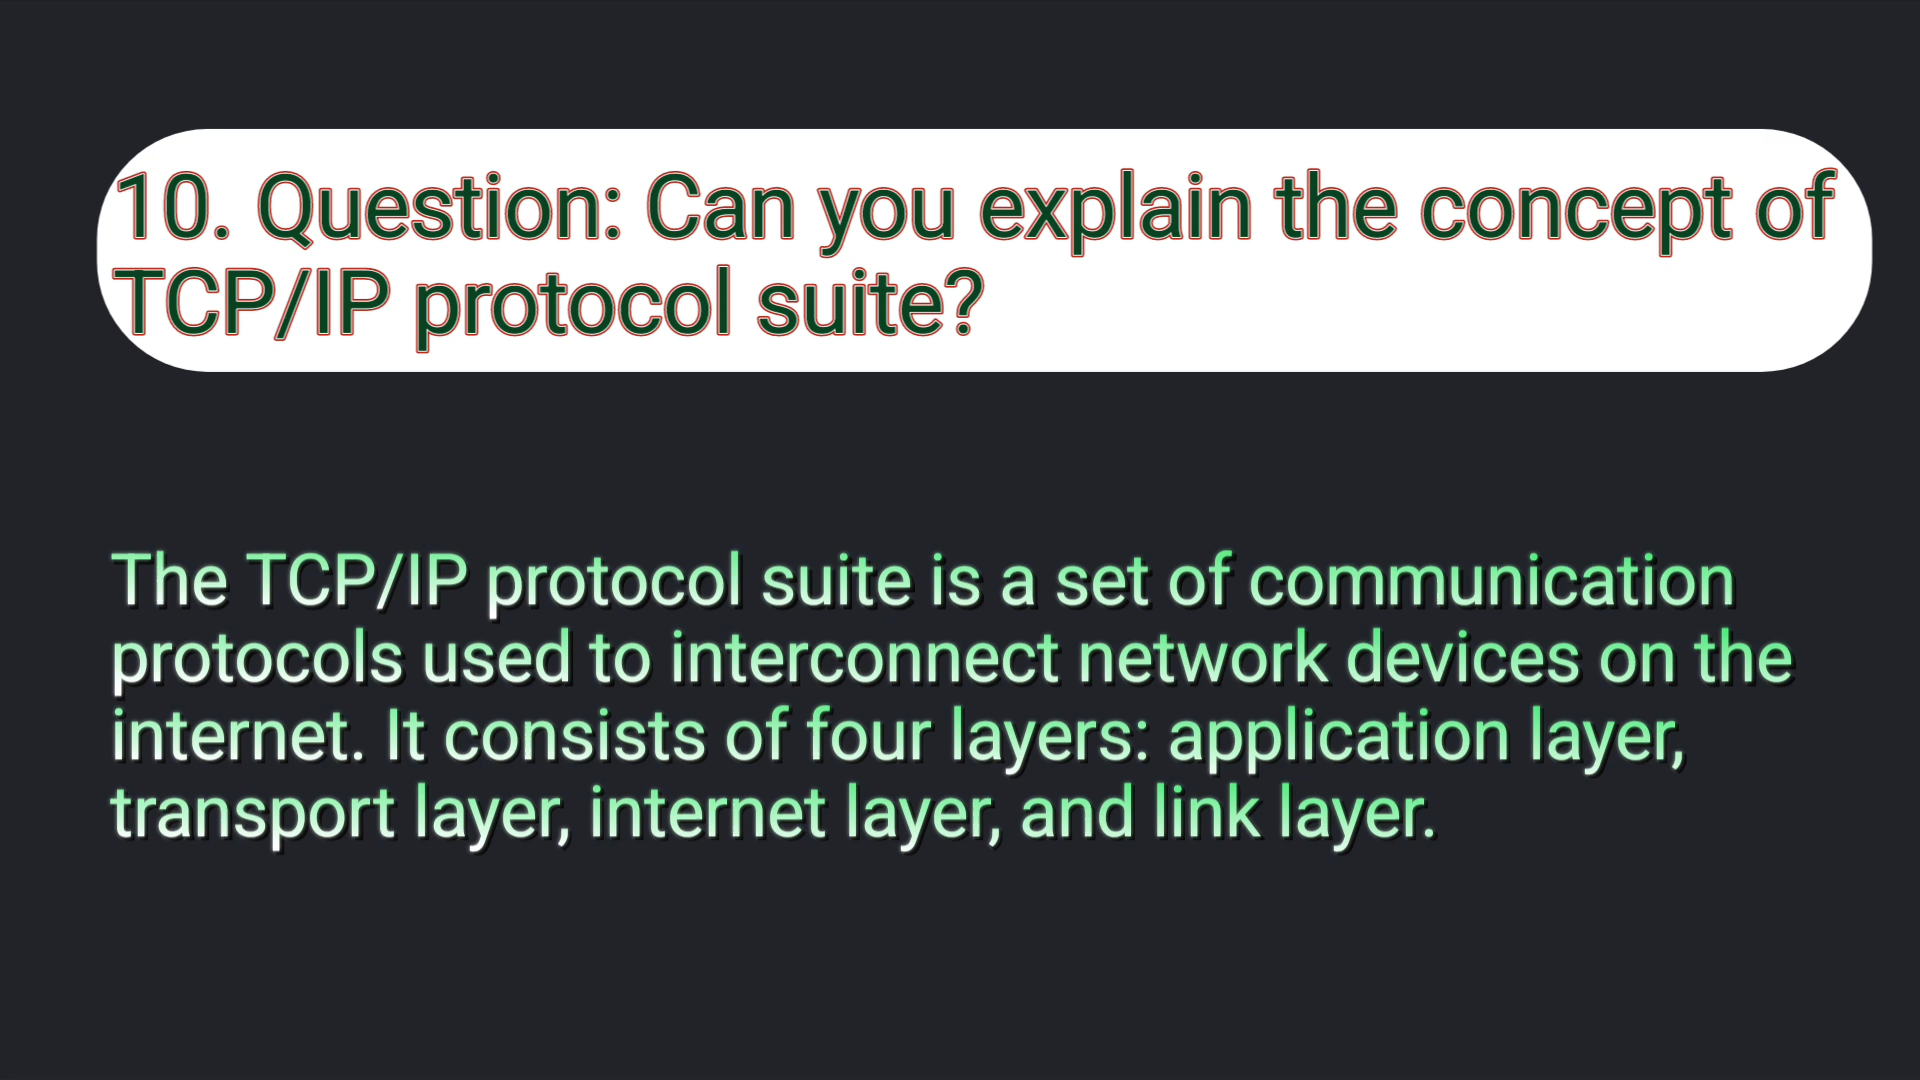 10. Question: Can you explain the concept of
TCP/IP protocol suite?
The TCP/IP protocol suite is a set of communication
protocols used to interconnect network devices on the
internet. It consists of four layers: application layer,
transport layer, internet layer, and link layer.